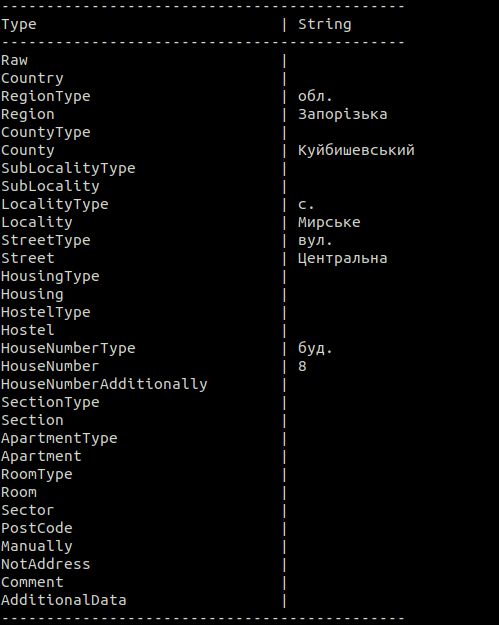 ---------------------------------------------
Type | String
---------------------------------------------
Raw |
Country |
RegionType | обл.
Region | Запорізька
CountyType |
County | Куйбишевський
SubLocalityType |
SubLocality |
LocalityType | с.
Locality | Мирське
StreetType | вул.
Street | Центральна
HousingType |
Housing |
HostelType |
Hostel |
HouseNumberType | буд.
HouseNumber | 8
HouseNumberAdditionally |
SectionType |
Section |
ApartmentType |
Apartment |
RoomType |
Room |
Sector |
PostCode |
Manually |
NotAddress |
Comment |
AdditionalData |
---------------------------------------------